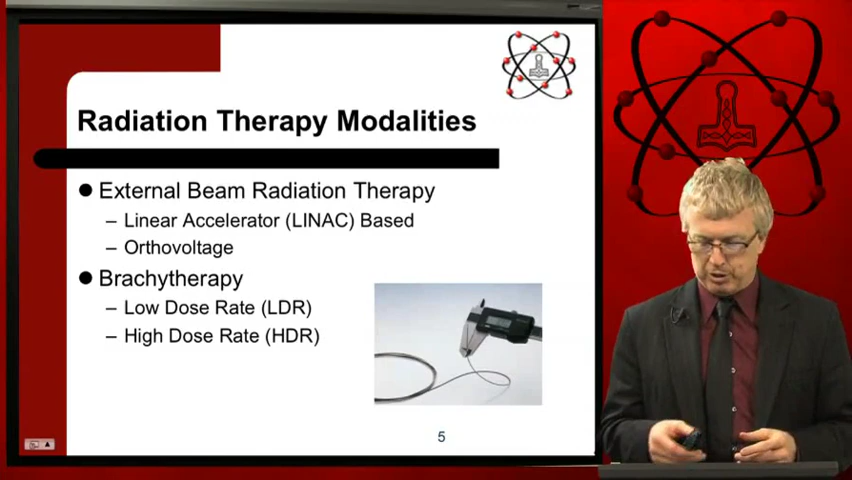 Radiation Therapy Modalities
● External Beam Radiation Therapy
– Linear Accelerator (LINAC) Based
– Orthovoltage
● Brachytherapy
– Low Dose Rate (LDR)
– High Dose Rate (HDR)
5